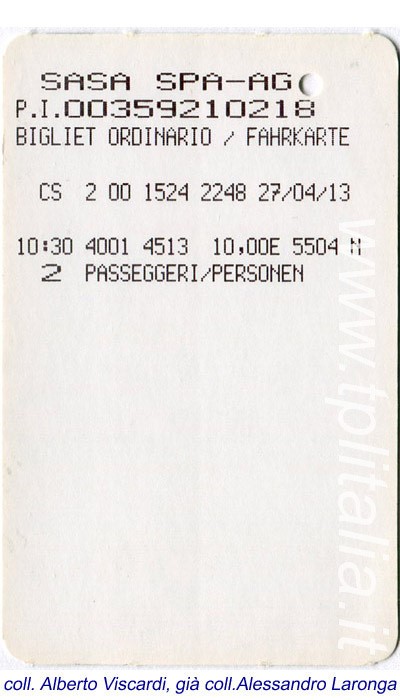 SASA SPA-AG
P.I.00359210218
BIGLIET ORDINARIO / FAHRKARTE
CS 2 00 1524 2248 27/04/13
10:30 4001 4513 10,00E 5504 N
2 PASSEGGERI/PERSONEN
www.tplitalia.it
coll. Alberto Viscardi, già coll.Alessandro Laronga